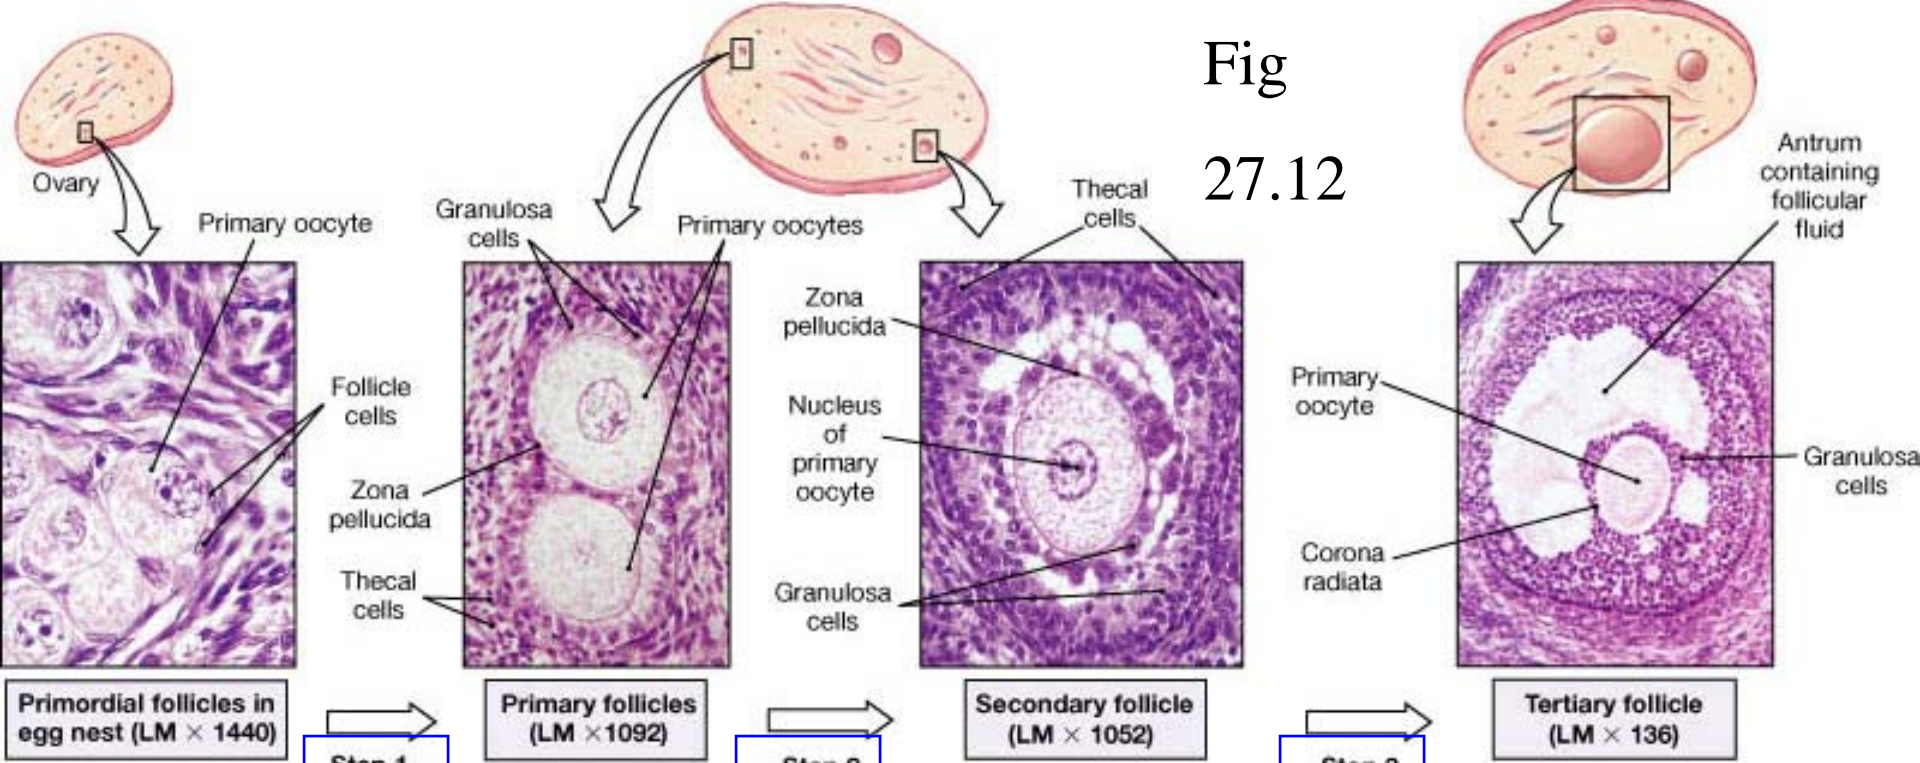 Fig
27.12
Ovary
Primary oocyte
Follicle
cells
Granulosa
cells
Primary oocytes
Zona
pellucida
Thecal
cells
Thecal
cells
Zona
pellucida
Nucleus
of
primary
oocyte
Granulosa
cells
Antrum
containing
follicular
fluid
Primary
oocyte
Granulosa
cells
Corona
radiata
Primordial follicles in
egg nest (LM × 1440)
Primary follicles
(LM ×1092)
Secondary follicle
(LM × 1052)
Tertiary follicle
(LM × 136)
Step 1